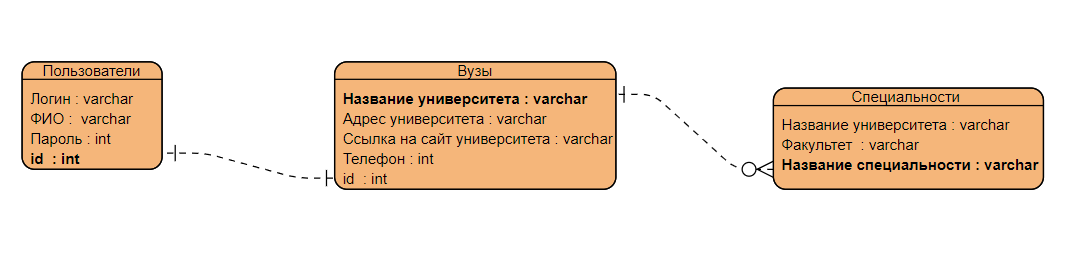 Пользователи
Логин : varchar
ФИО : varchar
Пароль : int
id : int
Вузы
Название университета : varchar
Адрес университета : varchar
Ссылка на сайт университета : varchar
Телефон : int
id : int
Специальности
Название университета : varchar
Факультет : varchar
Название специальности : varchar